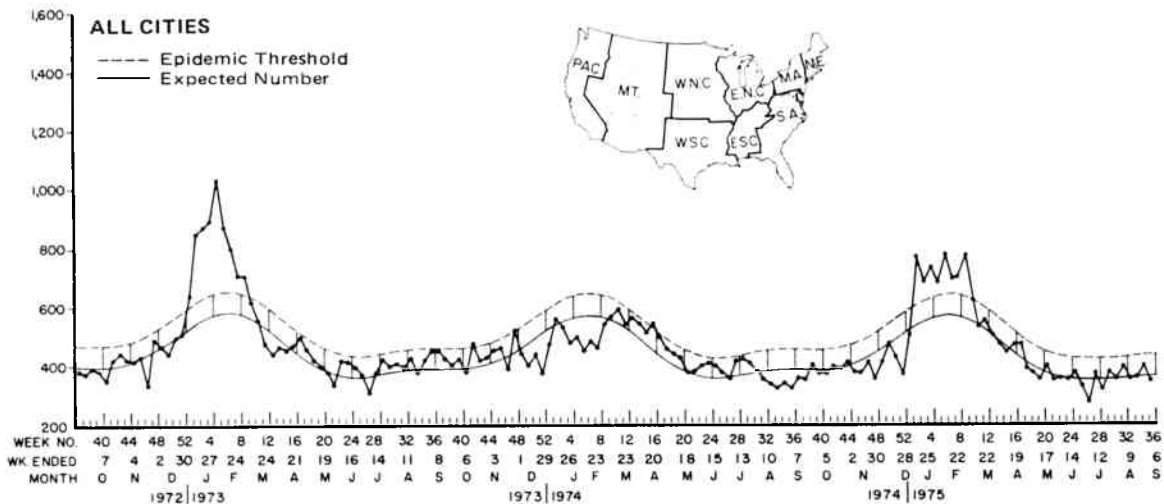 1,600
ALL CITIES
Epidemic Threshold
1,400
Expected Number
PAC.
MT.
W.N.C
E.N.C
M.A.
N.E.
S.A.
WSC
ESC
1,200
1,000
800
600
400
200
WEEK NO. 40 44 48 52 4 8 12 16 20 24 28 32 36 40 44 48 52 4 8 12 16 20 24 28 32 36 40 44 48 52 4 8 12 16 20 24 28 32 36
WK ENDED 7 4 2 30 27 24 24 21 19 16 14 11 8 6 3 1 29 26 23 23 20 18 15 13 10 7 5 2 30 28 25 22 22 19 17 14 12 9 6
MONTH O N D J F M A M J J A S O N D J F M A M J J A S O N D J F M A M J J A S
1972 1973 1973 1974 1974 1975